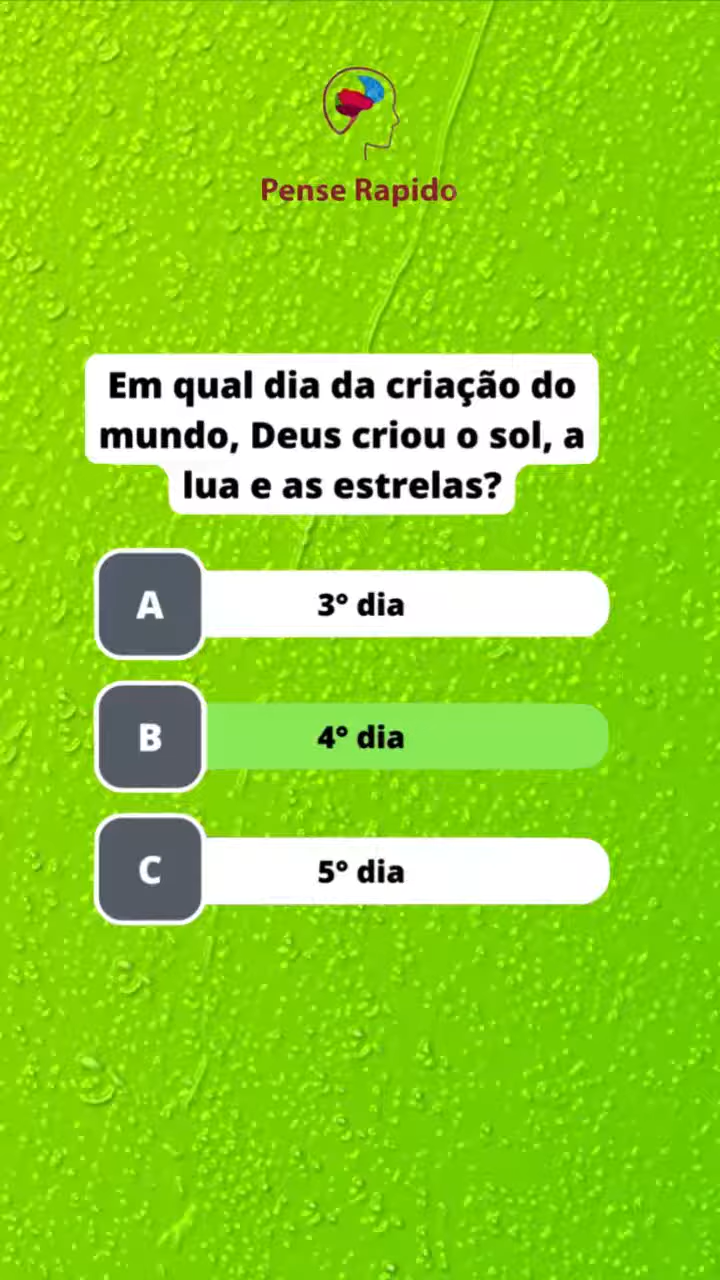 Pense Rapido
Em qual dia da criação do
mundo, Deus criou o sol, a
lua e as estrelas?
A
3° dia
B
4° dia
C
5° dia